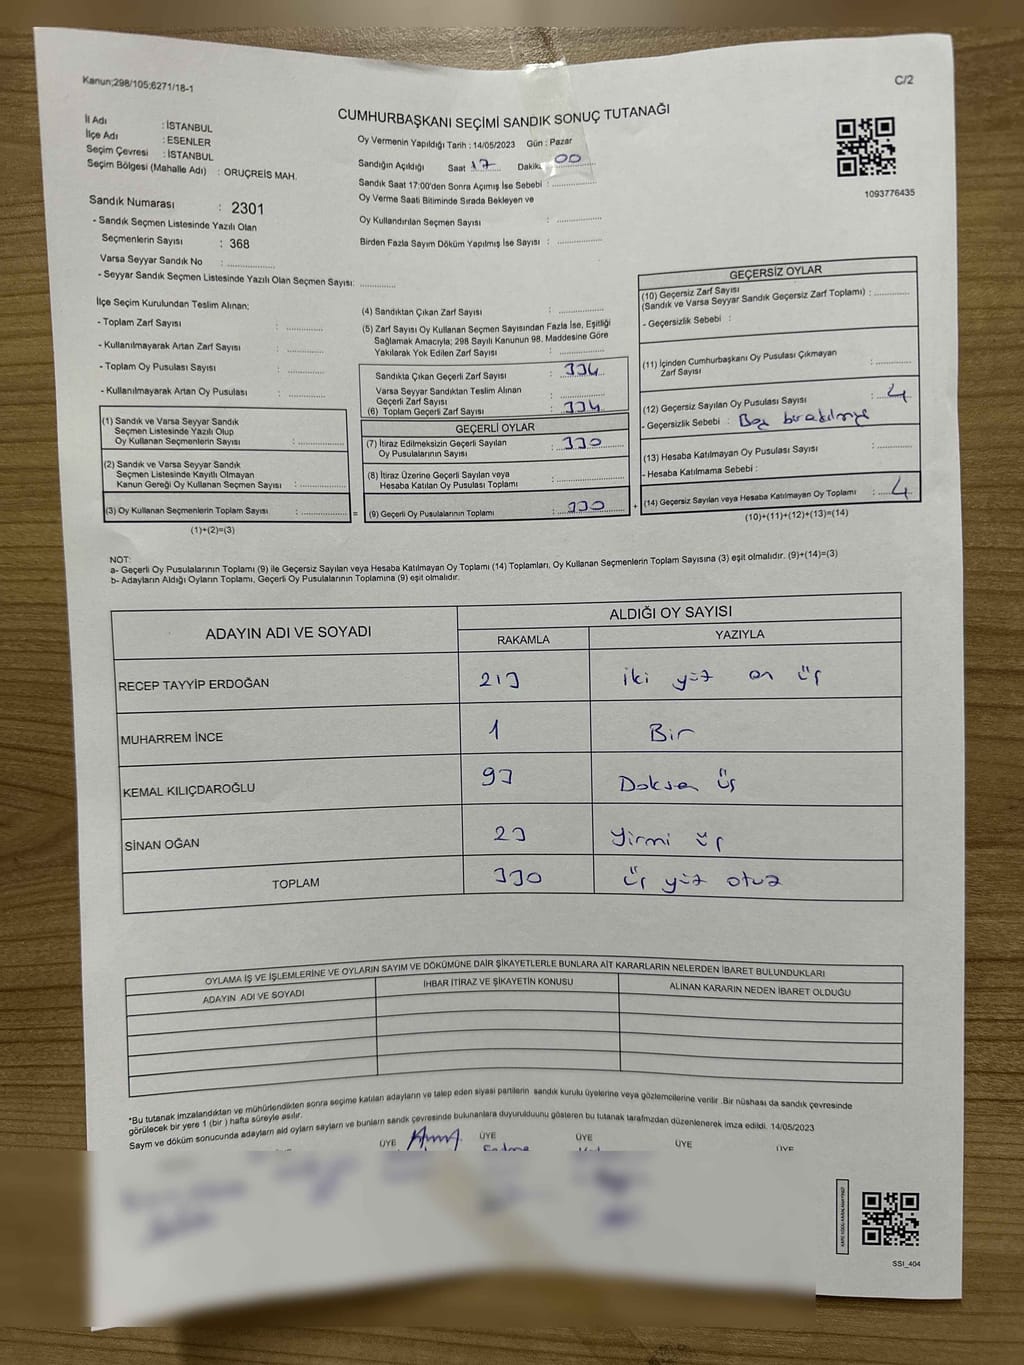 Kanun;298/105;6271/18-1
C/2
CUMHURBAŞKANI SEÇİMİ SANDIK SONUÇ TUTANAĞI
İl Adı : İSTANBUL
İlçe Adı : ESENLER
Seçim Çevresi : İSTANBUL
Seçim Bölgesi (Mahalle Adı) : ORUÇREİS MAH.
Oy Vermenin Yapıldığı Tarih : 14/05/2023 Gün : Pazar
Sandığın Açıldığı Saat 17 Dakika 00
Sandık Saat 17:00'den Sonra Açımış İse Sebebi :
Oy Verme Saati Bitiminde Sırada Bekleyen ve
Oy Kullandırılan Seçmen Sayısı :
Birden Fazla Sayım Döküm Yapılmış İse Sayısı :
1093776435
Sandık Numarası : 2301
- Sandık Seçmen Listesinde Yazılı Olan
Seçmenlerin Sayısı : 368
Varsa Seyyar Sandık No :
- Seyyar Sandık Seçmen Listesinde Yazılı Olan Seçmen Sayısı:
İlçe Seçim Kurulundan Teslim Alınan;
- Toplam Zarf Sayısı :
- Kullanılmayarak Artan Zarf Sayısı :
- Toplam Oy Pusulası Sayısı :
- Kullanılmayarak Artan Oy Pusulası :
(1) Sandık ve Varsa Seyyar Sandık
Seçmen Listesinde Yazılı Olup
Oy Kullanan Seçmenlerin Sayısı :
(2) Sandık ve Varsa Seyyar Sandık
Seçmen Listesinde Kayıtlı Olmayan
Kanun Gereği Oy Kullanan Seçmen Sayısı :
(3) Oy Kullanan Seçmenlerin Toplam Sayısı : =
(1)+(2)=(3)
(4) Sandıktan Çıkan Zarf Sayısı :
(5) Zarf Sayısı Oy Kullanan Seçmen Sayısından Fazla İse, Eşitliği
Sağlamak Amacıyla; 298 Sayılı Kanunun 98. Maddesine Göre
Yakılarak Yok Edilen Zarf Sayısı :
Sandıkta Çıkan Geçerli Zarf Sayısı : 334
Varsa Seyyar Sandıktan Teslim Alınan
Geçerli Zarf Sayısı :
(6) Toplam Geçerli Zarf Sayısı : 334
GEÇERLİ OYLAR
(7) İtiraz Edilmeksizin Geçerli Sayılan
Oy Pusulalarının Sayısı : 330
(8) İtiraz Üzerine Geçerli Sayılan veya
Hesaba Katılan Oy Pusulası Toplamı :
(9) Geçerli Oy Pusulalarının Toplamı : 330 +
GEÇERSİZ OYLAR
(10) Geçersiz Zarf Sayısı
(Sandık ve Varsa Seyyar Sandık Geçersiz Zarf Toplamı) :
- Geçersizlik Sebebi :
(11) İçinden Cumhurbaşkanı Oy Pusulası Çıkmayan
Zarf Sayısı :
(12) Geçersiz Sayılan Oy Pusulası Sayısı : 4
- Geçersizlik Sebebi : Boş
(13) Hesaba Katılmayan Oy Pusulası Sayısı :
- Hesaba Katılmama Sebebi :
(14) Geçersiz Sayılan veya Hesaba Katılmayan Oy Toplamı : 4
(10)+(11)+(12)+(13)=(14)
NOT:
a- Geçerli Oy Pusulalarının Toplamı (9) ile Geçersiz Sayılan veya Hesaba Katılmayan Oy Toplamı (14) Toplamları, Oy Kullanan Seçmenlerin Toplam Sayısına (3) eşit olmalıdır. (9)+(14)=(3)
b- Adayların Aldığı Oyların Toplamı, Geçerli Oy Pusulalarının Toplamına (9) eşit olmalıdır.
ADAYIN ADI VE SOYADI ALDIĞI OY SAYISI
RAKAMLA YAZIYLA
RECEP TAYYİP ERDOĞAN 213 iki yüz on üç
MUHARREM İNCE 1 Bir
KEMAL KILIÇDAROĞLU 93 Doksan üç
SİNAN OĞAN 23 Yirmi üç
TOPLAM 330 üç yüz otuz
OYLAMA İŞ VE İŞLEMLERİNE VE OYLARIN SAYIM VE DÖKÜMÜNE DAİR ŞİKAYETLERLE BUNLARA AİT KARARLARIN NELERDEN İBARET BULUNDUKLARI
ADAYIN ADI VE SOYADI İHBAR İTİRAZ VE ŞİKAYETİN KONUSU ALINAN KARARIN NEDEN İBARET OLDUĞU
*Bu tutanak imzalandıktan ve mühürlendikten sonra seçime katılan adayların ve talep eden siyasi partilerin sandık kurulu üyelerine veya gözlemcilerine verilir .Bir nüshası da sandık çevresinde
görülecek bir yere 1 (bir ) hafta süreyle asılır.
Sayım ve döküm sonucunda adayların aldı oyların sayların ve bunların sandık çevresinde bulunanlara duyurulduunu gösteren bu tutanak tarafımızdan düzenlenerek imza edildi. 14/05/2023
ÜYE ÜYE ÜYE ÜYE ÜYE
SSI_404